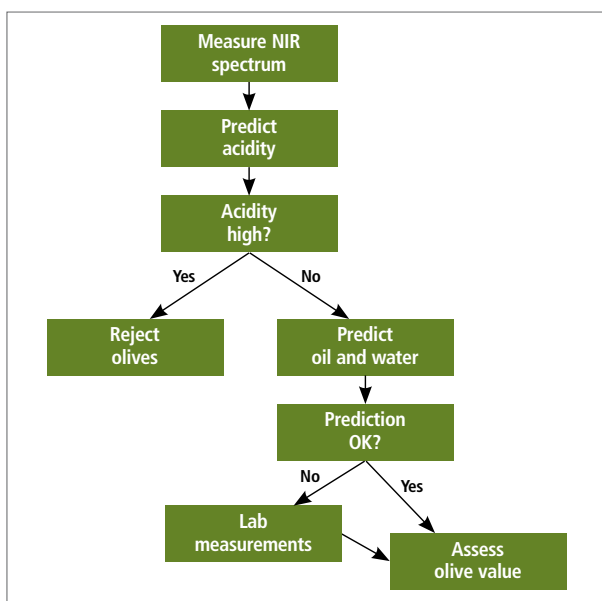 Measure NIR
spectrum
Predict
acidity
Acidity
high?
Yes
No
Reject
olives
Predict
oil and water
Prediction
OK?
No
Yes
Lab
measurements
Assess
olive value